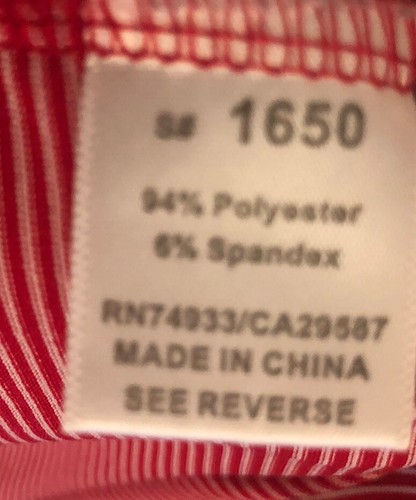 S# 1650
94% Polyester
6% Spandex
RN74933/CA29587
MADE IN CHINA
SEE REVERSE